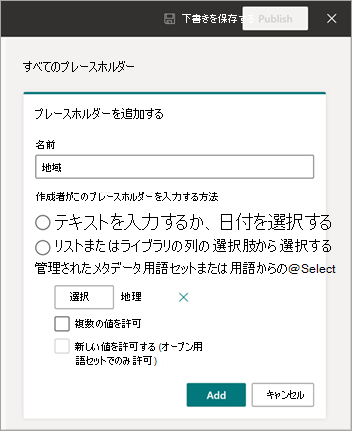 下書きを保存す
Publish
すべてのプレースホルダー
プレースホルダーを追加する
名前
地域
作成者がこのプレースホルダーを入力する方法
テキストを入力するか、日付を選択する
リストまたはライブラリの列の選択肢から選択する
管理されたメタデータ用語セットまたは用語からの@Select
選択 地理
複数の値を許可
新しい値を許可する (オープン用
語セットでのみ許可)
Add キャンセル